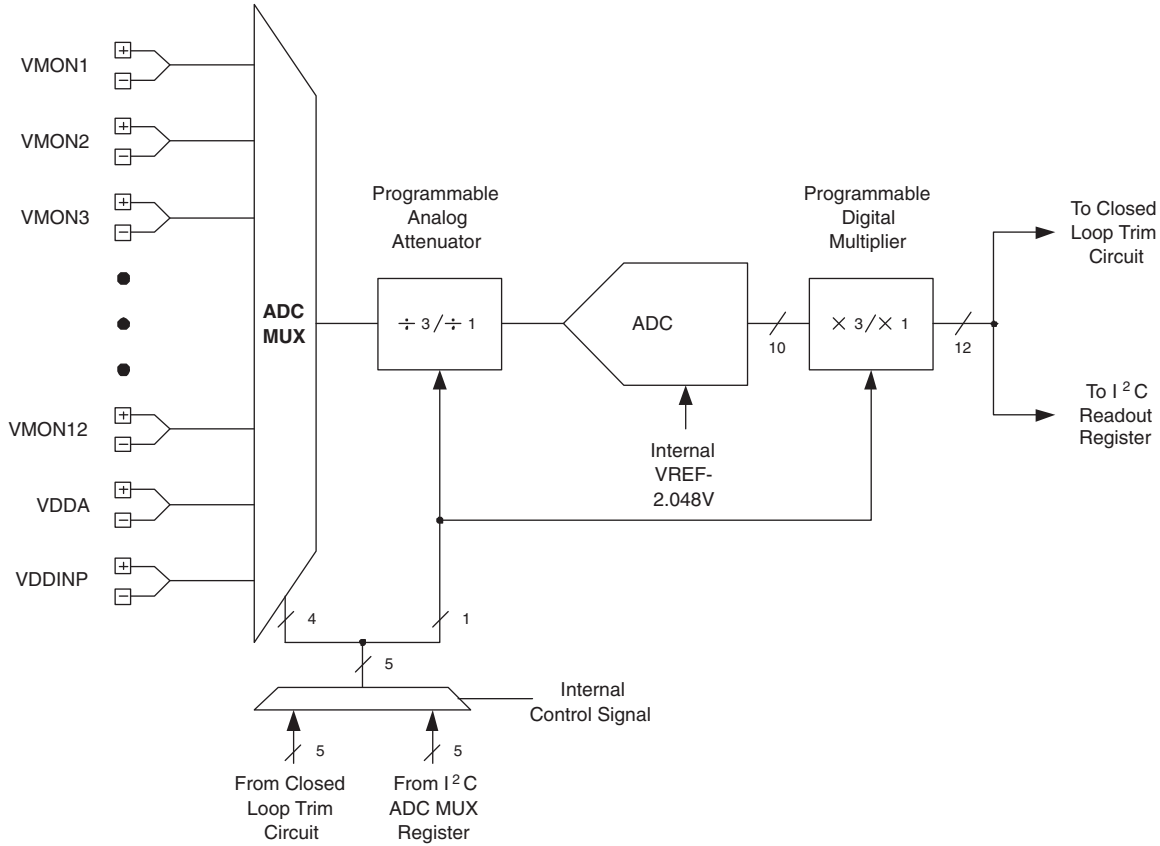 VMON1
+
−
VMON2
+
−
VMON3
+
−
VMON12
+
−
VDDA
+
−
VDDINP
+
−
ADC
MUX
Programmable
Analog
Attenuator
÷ 3 / ÷ 1
ADC
Internal
VREF-
2.048V
10
Programmable
Digital
Multiplier
× 3 / × 1
12
To Closed
Loop Trim
Circuit
To I²C
Readout
Register
4
1
5
Internal
Control Signal
5
5
From Closed
Loop Trim
Circuit
From I²C
ADC MUX
Register